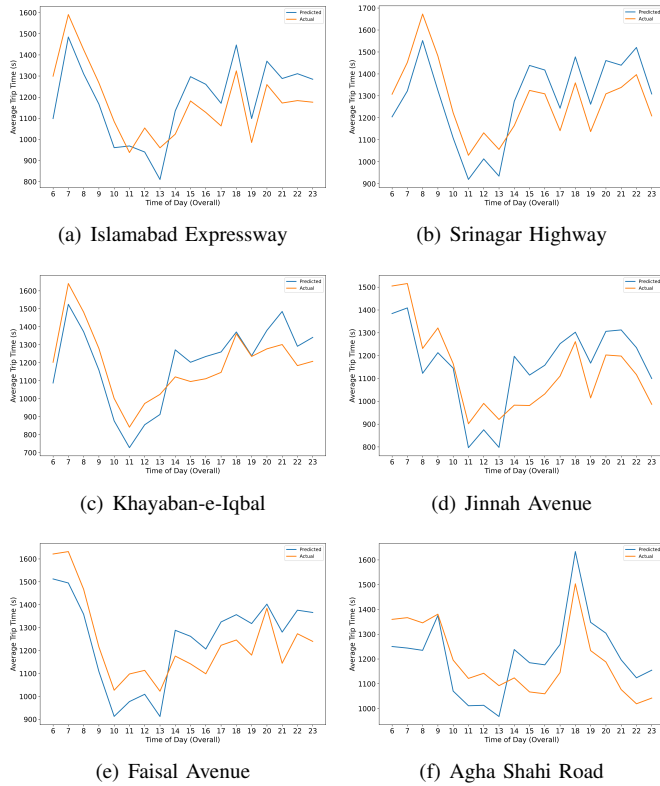 1600
1500
1400
1300
1200
1100
1000
900
800
Average Trip Time (s)
6 7 8 9 10 11 12 13 14 15 16 17 18 19 20 21 22 23
Time of Day (Overall)
Predicted
Actual
(a) Islamabad Expressway
1700
1600
1500
1400
1300
1200
1100
1000
900
Average Trip Time (s)
6 7 8 9 10 11 12 13 14 15 16 17 18 19 20 21 22 23
Time of Day (Overall)
Predicted
Actual
(b) Srinagar Highway
1600
1500
1400
1300
1200
1100
1000
900
800
700
Average Trip Time (s)
6 7 8 9 10 11 12 13 14 15 16 17 18 19 20 21 22 23
Time of Day (Overall)
Predicted
Actual
(c) Khayaban-e-Iqbal
1500
1400
1300
1200
1100
1000
900
800
Average Trip Time (s)
6 7 8 9 10 11 12 13 14 15 16 17 18 19 20 21 22 23
Time of Day (Overall)
Predicted
Actual
(d) Jinnah Avenue
1600
1500
1400
1300
1200
1100
1000
900
Average Trip Time (s)
6 7 8 9 10 11 12 13 14 15 16 17 18 19 20 21 22 23
Time of Day (Overall)
Predicted
Actual
(e) Faisal Avenue
1600
1500
1400
1300
1200
1100
1000
Average Trip Time (s)
6 7 8 9 10 11 12 13 14 15 16 17 18 19 20 21 22 23
Time of Day (Overall)
Predicted
Actual
(f) Agha Shahi Road